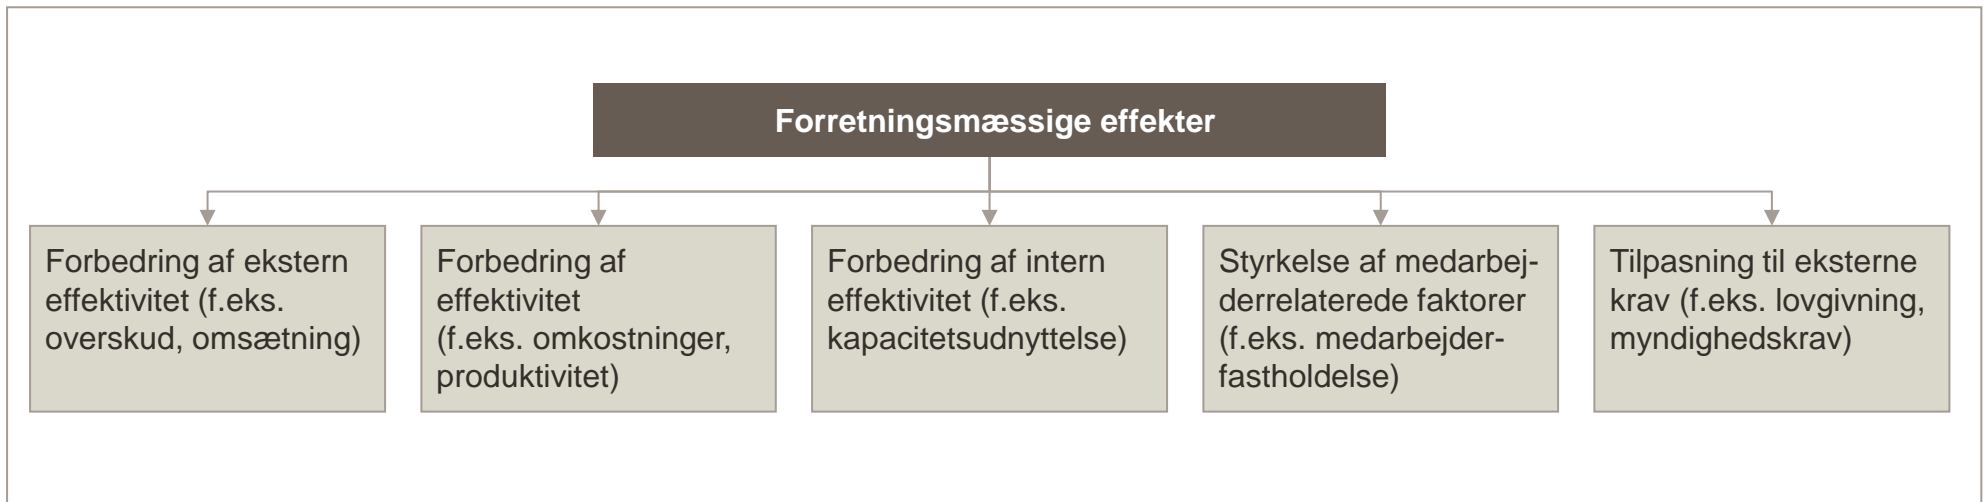 Forretningsmæssige effekter
Forbedring af ekstern
effektivitet (f.eks.
overskud, omsætning)
Forbedring af
effektivitet
(f.eks. omkostninger,
produktivitet)
Forbedring af intern
effektivitet (f.eks.
kapacitetsudnyttelse)
Styrkelse af medarbej-
derrelaterede faktorer
(f.eks. medarbejder-
fastholdelse)
Tilpasning til eksterne
krav (f.eks. lovgivning,
myndighedskrav)